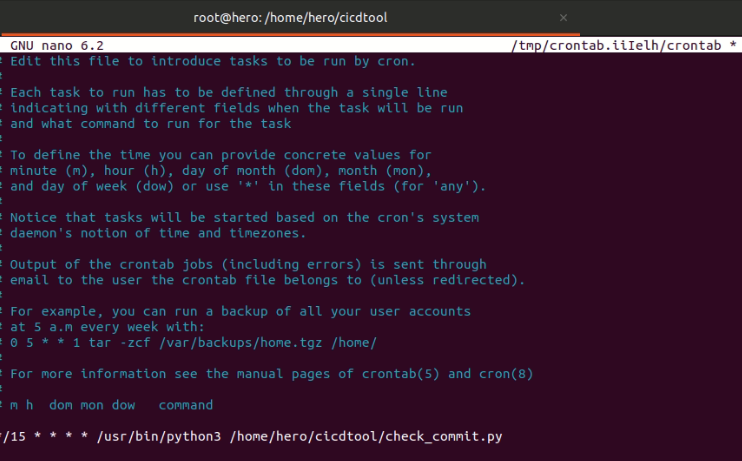 root@hero: /home/hero/cicdtool ×
GNU nano 6.2 /tmp/crontab.iiIelh/crontab *
# Edit this file to introduce tasks to be run by cron.
#
# Each task to run has to be defined through a single line
# indicating with different fields when the task will be run
# and what command to run for the task
#
# To define the time you can provide concrete values for
# minute (m), hour (h), day of month (dom), month (mon),
# and day of week (dow) or use '*' in these fields (for 'any').
#
# Notice that tasks will be started based on the cron's system
# daemon's notion of time and timezones.
#
# Output of the crontab jobs (including errors) is sent through
# email to the user the crontab file belongs to (unless redirected).
#
# For example, you can run a backup of all your user accounts
# at 5 a.m every week with:
# 0 5 * * 1 tar -zcf /var/backups/home.tgz /home/
#
# For more information see the manual pages of crontab(5) and cron(8)
#
# m h  dom mon dow   command
*/15 * * * * /usr/bin/python3 /home/hero/cicdtool/check_commit.py